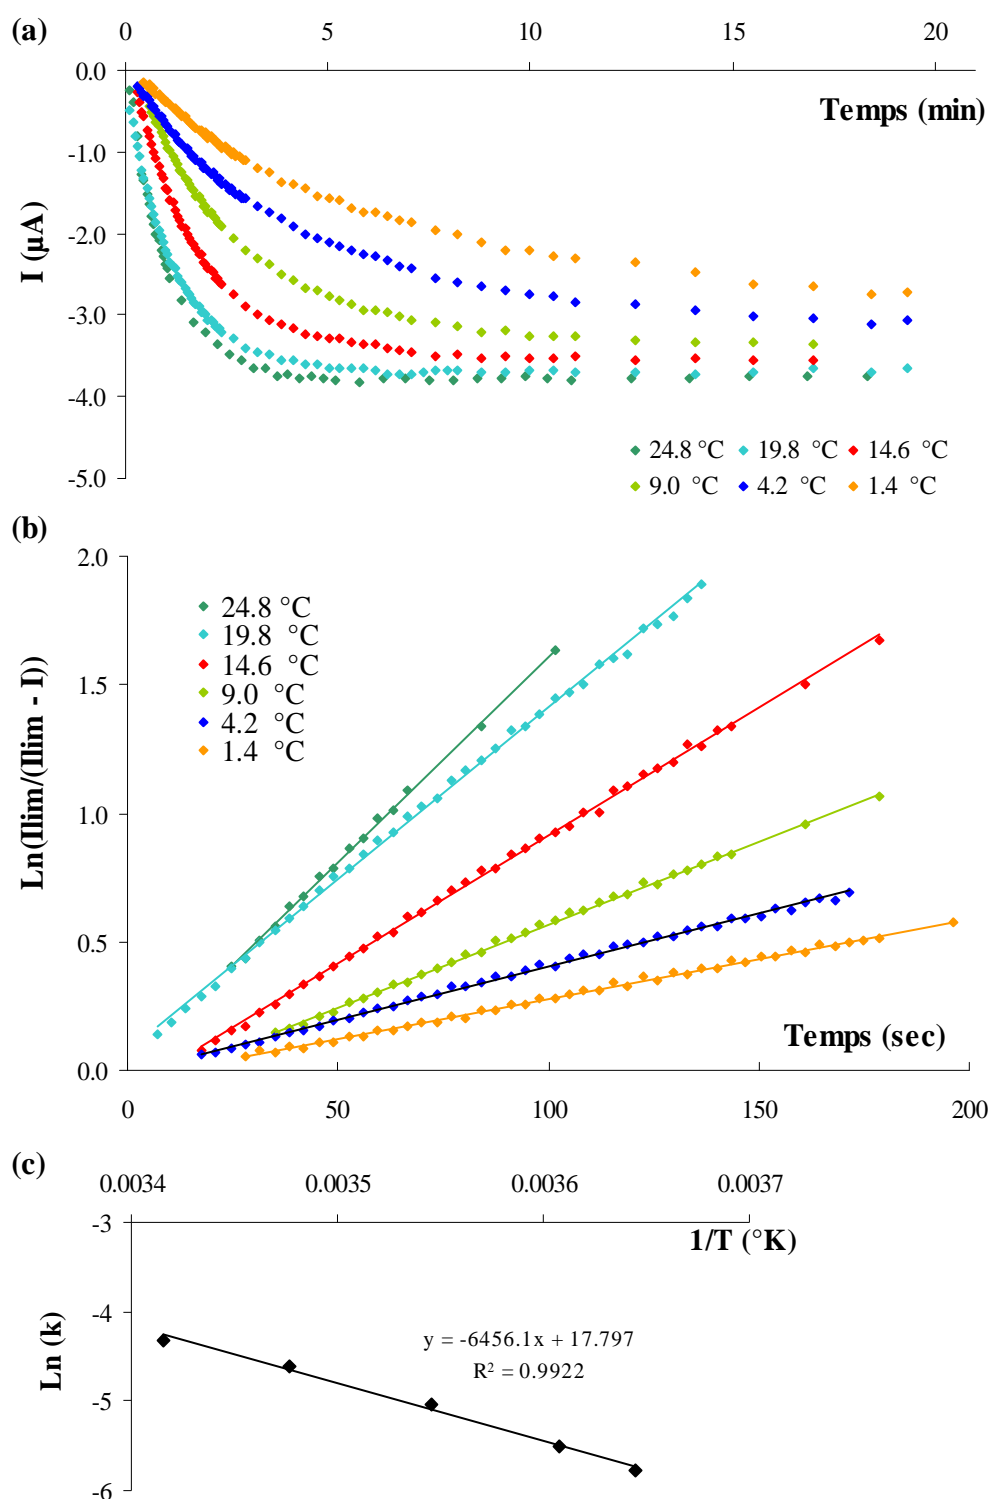 (a)
0 5 10 15 20
Temps (min)
0.0
-1.0
-2.0
-3.0
-4.0
-5.0
I (µA)
24.8 °C 19.8 °C 14.6 °C
9.0 °C 4.2 °C 1.4 °C
(b)
2.0
1.5
1.0
0.5
0.0
Ln(Ilim/(Ilim - I))
24.8 °C
19.8 °C
14.6 °C
9.0 °C
4.2 °C
1.4 °C
Temps (sec)
0 50 100 150 200
(c)
0.0034 0.0035 0.0036 0.0037
1/T (°K)
-3
-4
-5
-6
Ln (k)
y = -6456.1x + 17.797
R² = 0.9922